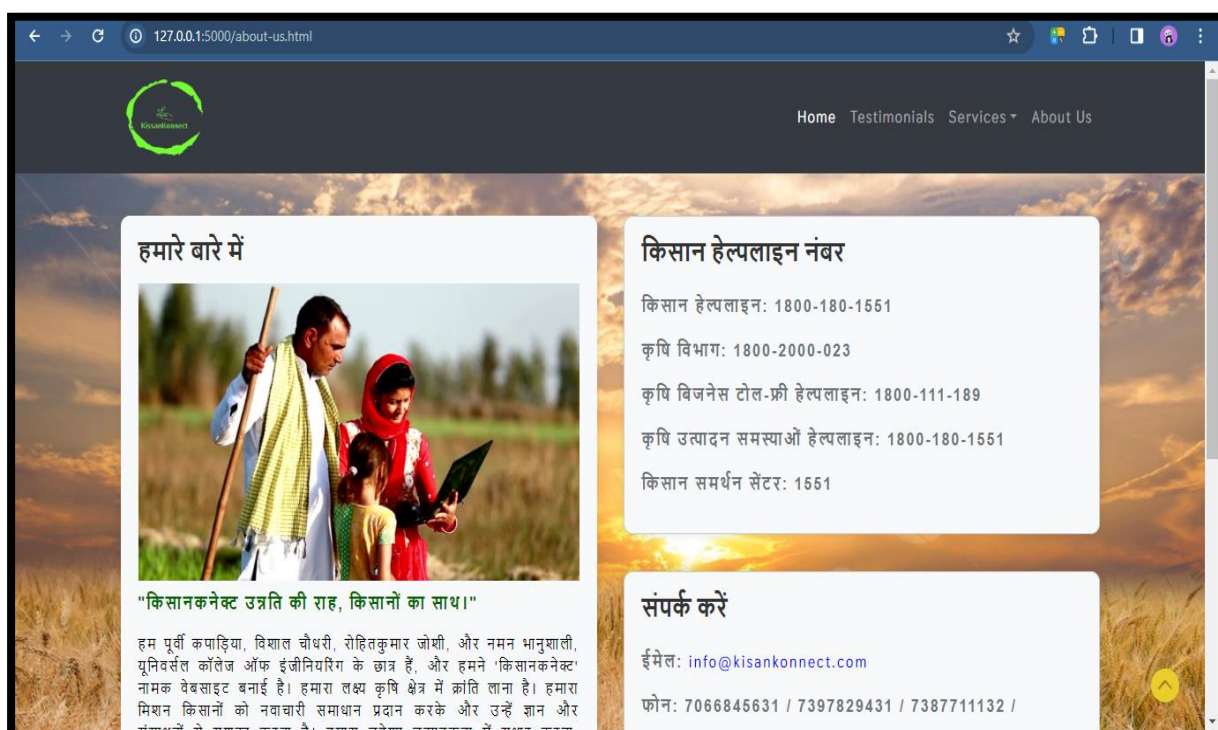 127.0.0.1:5000/about-us.html
KissanKonnect
Home Testimonials Services About Us
हमारे बारे में
"किसानकनेक्ट उन्नति की राह, किसानों का साथ।"
हम पूर्वी कपाड़िया, विशाल चौधरी, रोहितकुमार जोशी, और नमन भानुशाली,
यूनिवर्सल कॉलेज ऑफ इंजीनियरिंग के छात्र हैं, और हमने 'किसानकनेक्ट'
नामक वेबसाइट बनाई है। हमारा लक्ष्य कृषि क्षेत्र में क्रांति लाना है। हमारा
मिशन किसानों को नवाचारी समाधान प्रदान करके और उन्हें ज्ञान और
किसान हेल्पलाइन नंबर
किसान हेल्पलाइन: 1800-180-1551
कृषि विभाग: 1800-2000-023
कृषि बिजनेस टोल-फ्री हेल्पलाइन: 1800-111-189
कृषि उत्पादन समस्याओं हेल्पलाइन: 1800-180-1551
किसान समर्थन सेंटर: 1551
संपर्क करें
ईमेल: info@kisankonnect.com
फोन: 7066845631 / 7397829431 / 7387711132 /